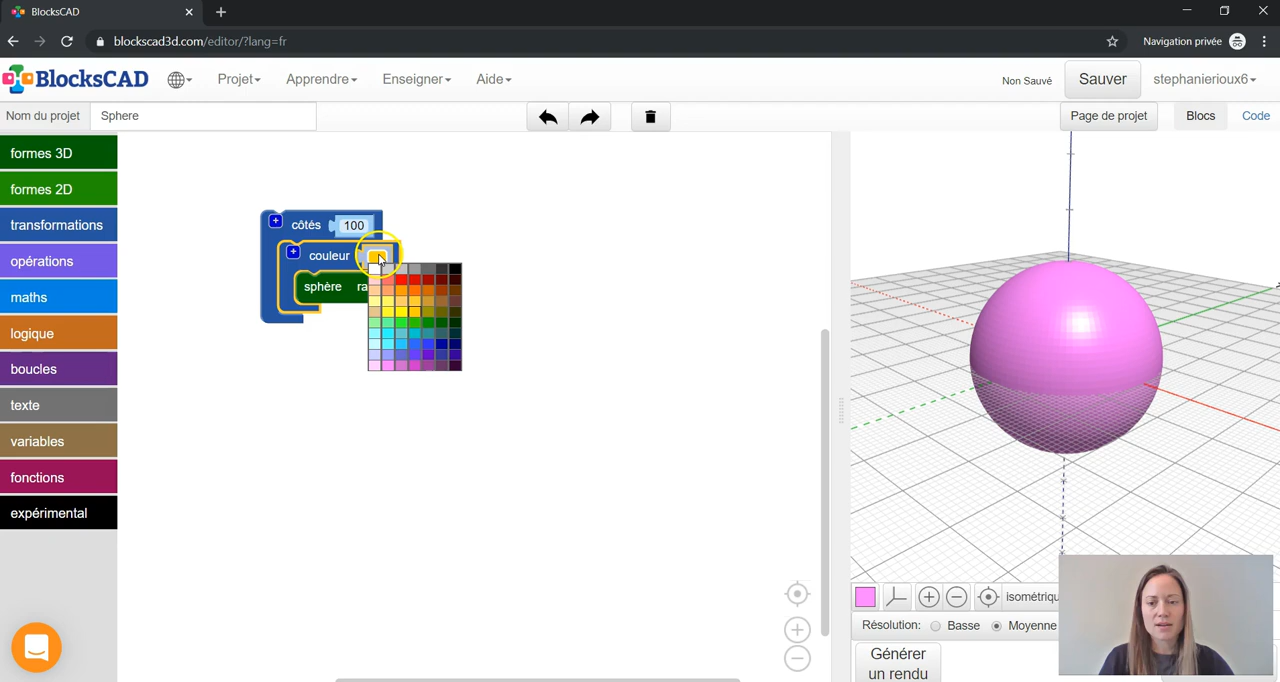 BlocksCAD
blockscad3d.com/editor/?lang=fr
Navigation privée
BlocksCAD
Projet
Apprendre
Enseigner
Aide
Non Sauvé
Sauver
stephanierioux6
Nom du projet
Sphere
Page de projet
Blocs
Code
formes 3D
formes 2D
transformations
opérations
maths
logique
boucles
texte
variables
fonctions
expérimental
côtés 100
couleur
sphère ra
isométriqu
Résolution: Basse Moyenne
Générer
un rendu